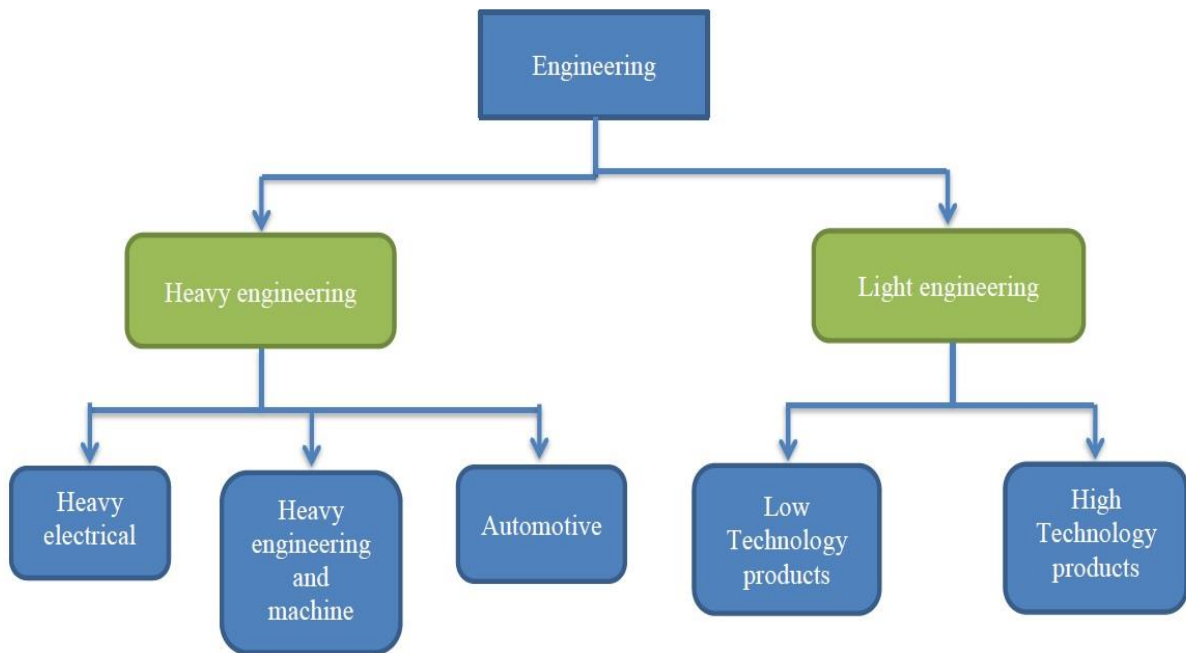 Engineering
Heavy engineering
Light engineering
Heavy
electrical
Heavy
engineering
and
machine
Automotive
Low
Technology
products
High
Technology
products